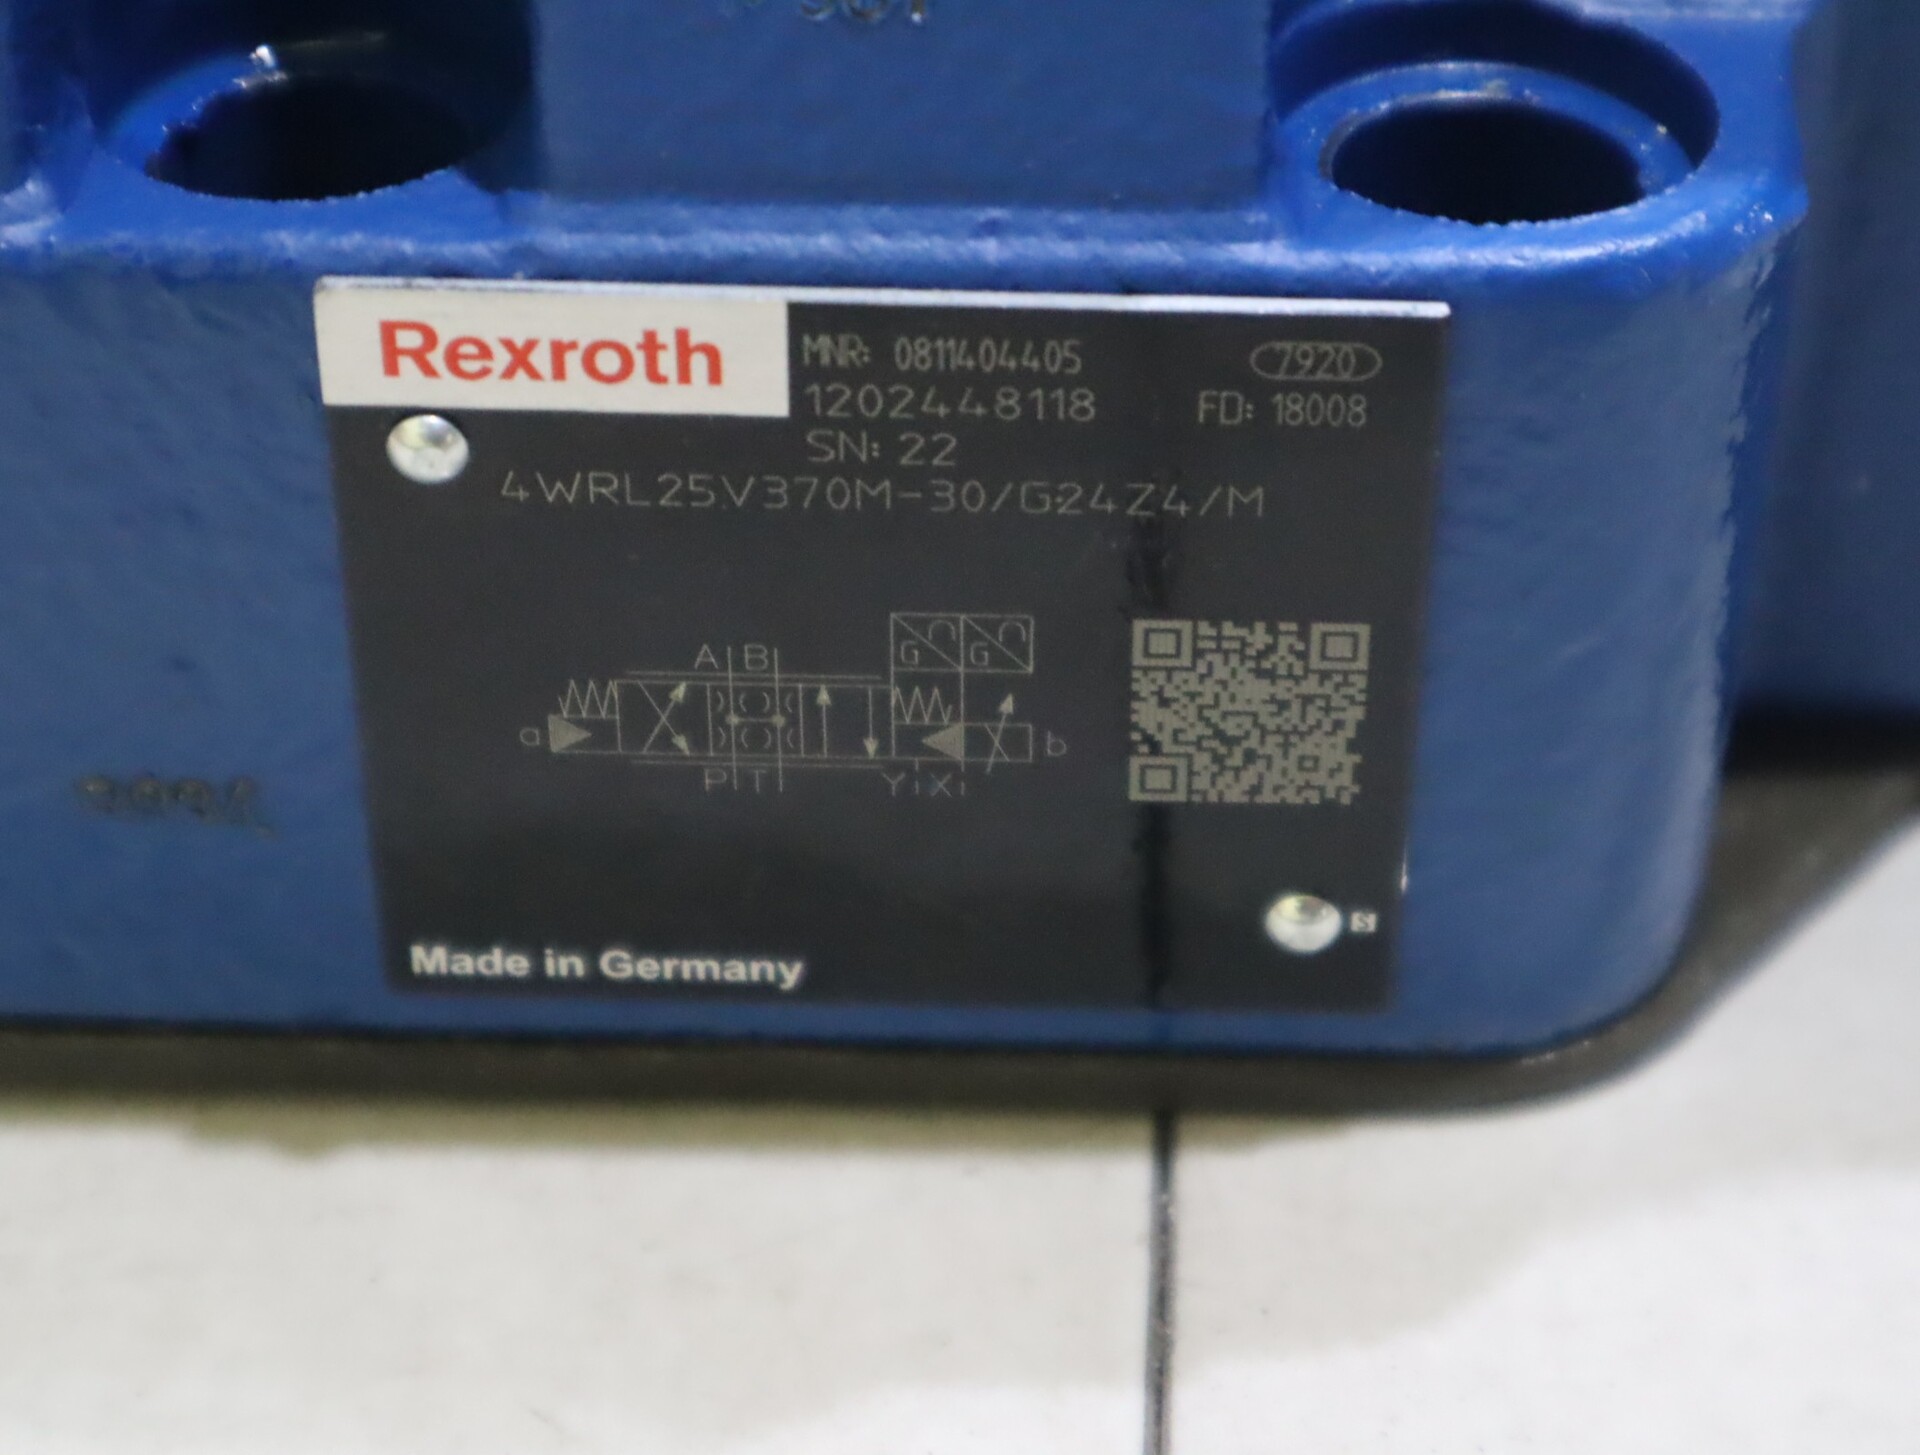 Rexroth
MNR: 0811404405
7920
1202448118
FD: 18008
SN: 22
4WRL25V370M-30/G24Z4/M
G G
A B
a b
P T Y X
Made in Germany
S